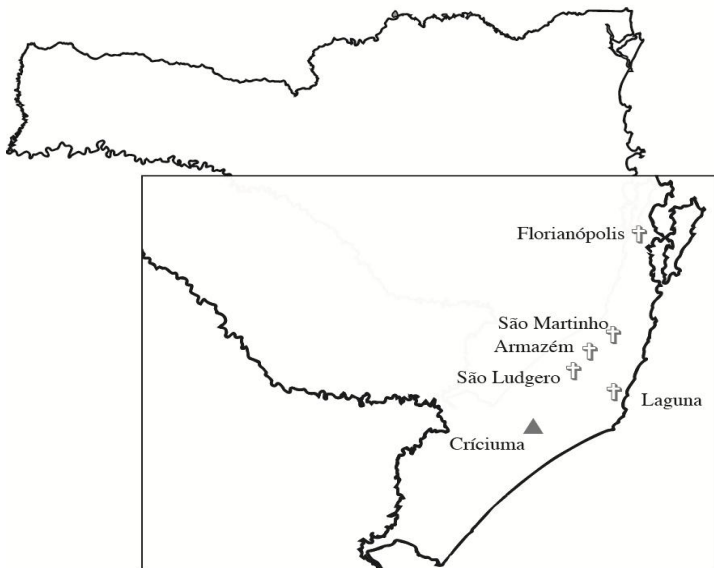 Florianópolis
São Martinho
Armazém
São Ludgero
Laguna
Críciuma